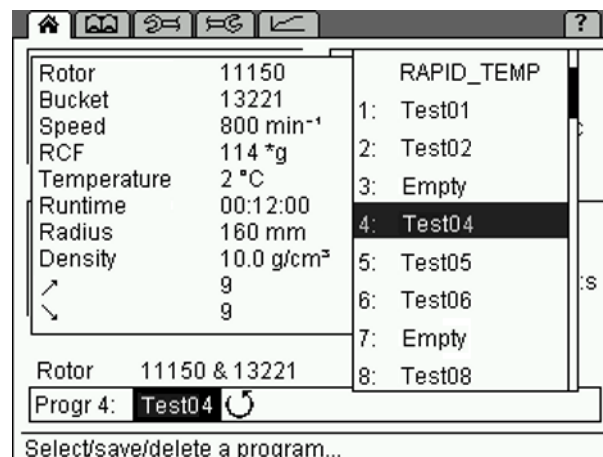 ?
Rotor 11150
Bucket 13221
Speed 800 min⁻¹
RCF 114 *g
Temperature 2 °C
Runtime 00:12:00
Radius 160 mm
Density 10.0 g/cm³
↗ 9
↘ 9
RAPID_TEMP
1: Test01
2: Test02
3: Empty
4: Test04
5: Test05
6: Test06
7: Empty
8: Test08
:s
Rotor 11150 & 13221
Progr 4: Test04
Select/save/delete a program...